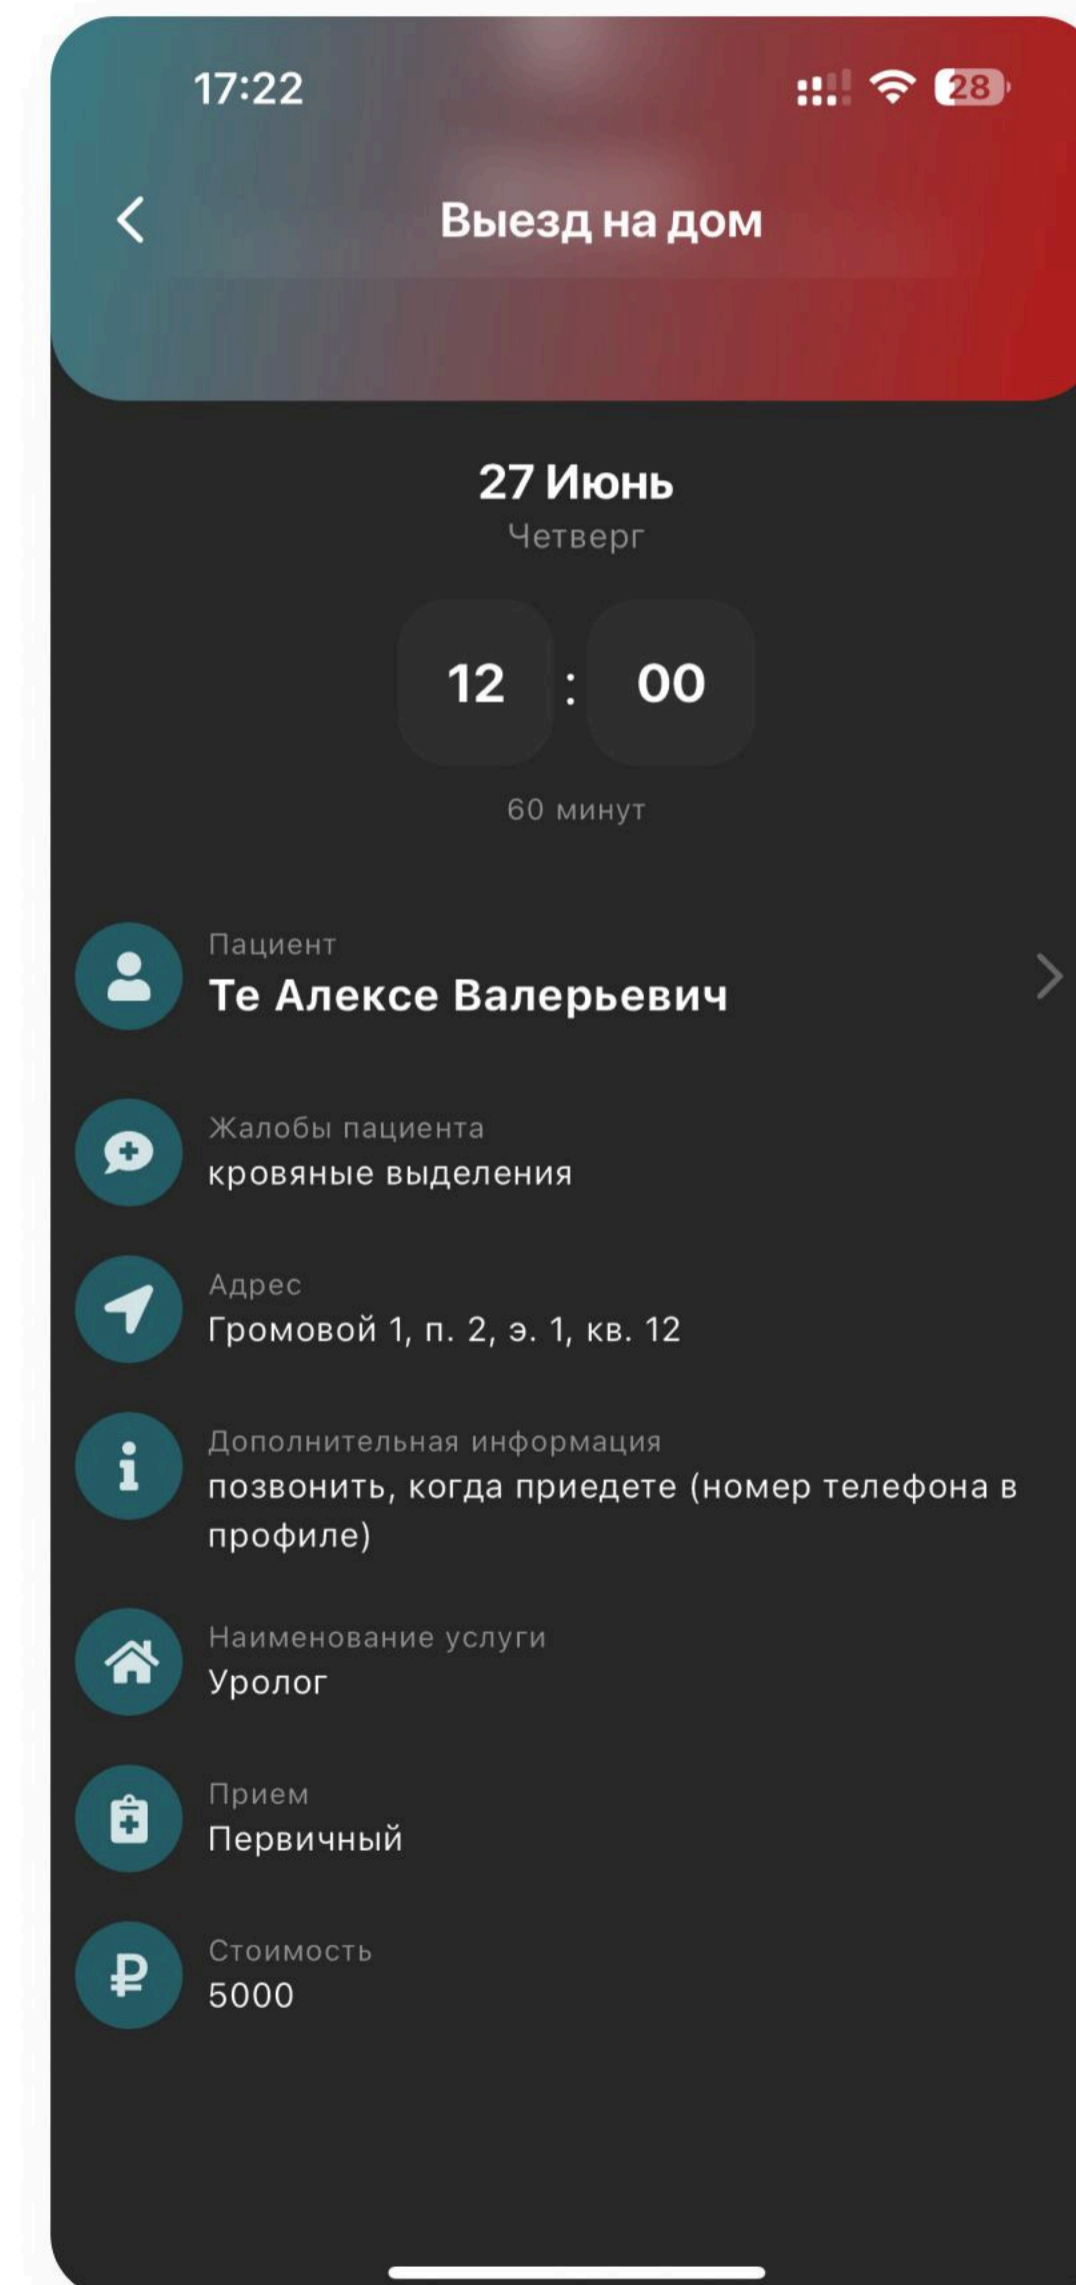 17:22
28
Выезд на дом
27 Июнь
Четверг
12 : 00
60 минут
Пациент
Те Алексе Валерьевич
Жалобы пациента
кровяные выделения
Адрес
Громовой 1, п. 2, э. 1, кв. 12
Дополнительная информация
позвонить, когда приедете (номер телефона в
профиле)
Наименование услуги
Уролог
Прием
Первичный
₽
Стоимость
5000